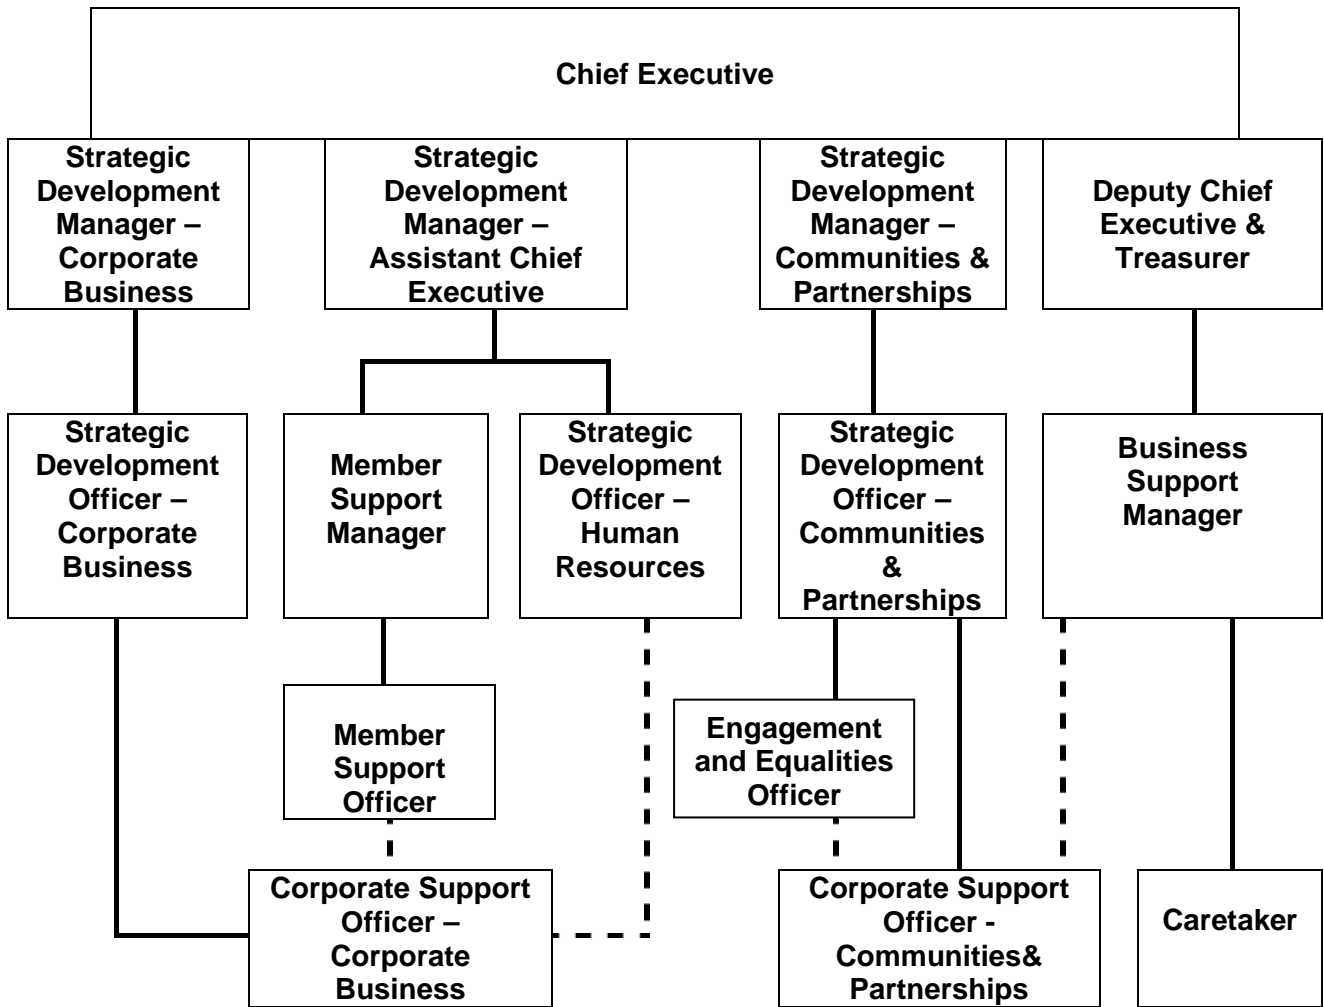 Chief Executive
Strategic
Development
Manager –
Corporate
Business
Strategic
Development
Manager –
Assistant Chief
Executive
Strategic
Development
Manager –
Communities &
Partnerships
Deputy Chief
Executive &
Treasurer
Strategic
Development
Officer –
Corporate
Business
Member
Support
Manager
Strategic
Development
Officer –
Human
Resources
Strategic
Development
Officer –
Communities
&
Partnerships
Business
Support
Manager
Member
Support
Officer
Engagement
and Equalities
Officer
Corporate Support
Officer –
Corporate
Business
Corporate Support
Officer -
Communities&
Partnerships
Caretaker